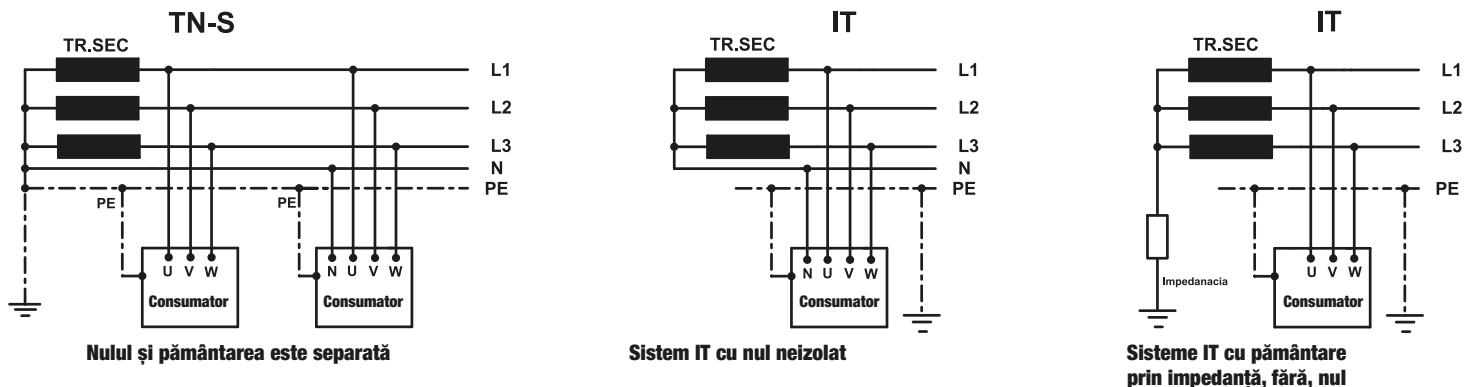 TN-S
TR.SEC
L1
L2
L3
N
PE
PE
PE
U V W
Consumator
N U V W
Consumator
Nulul și pământarea este separată
IT
TR.SEC
L1
L2
L3
N
PE
N U V W
Consumator
Sistem IT cu nul neizolat
IT
TR.SEC
L1
L2
L3
PE
Impedanacia
U V W
Consumator
Sisteme IT cu pământare
prin impedanță, fără, nul